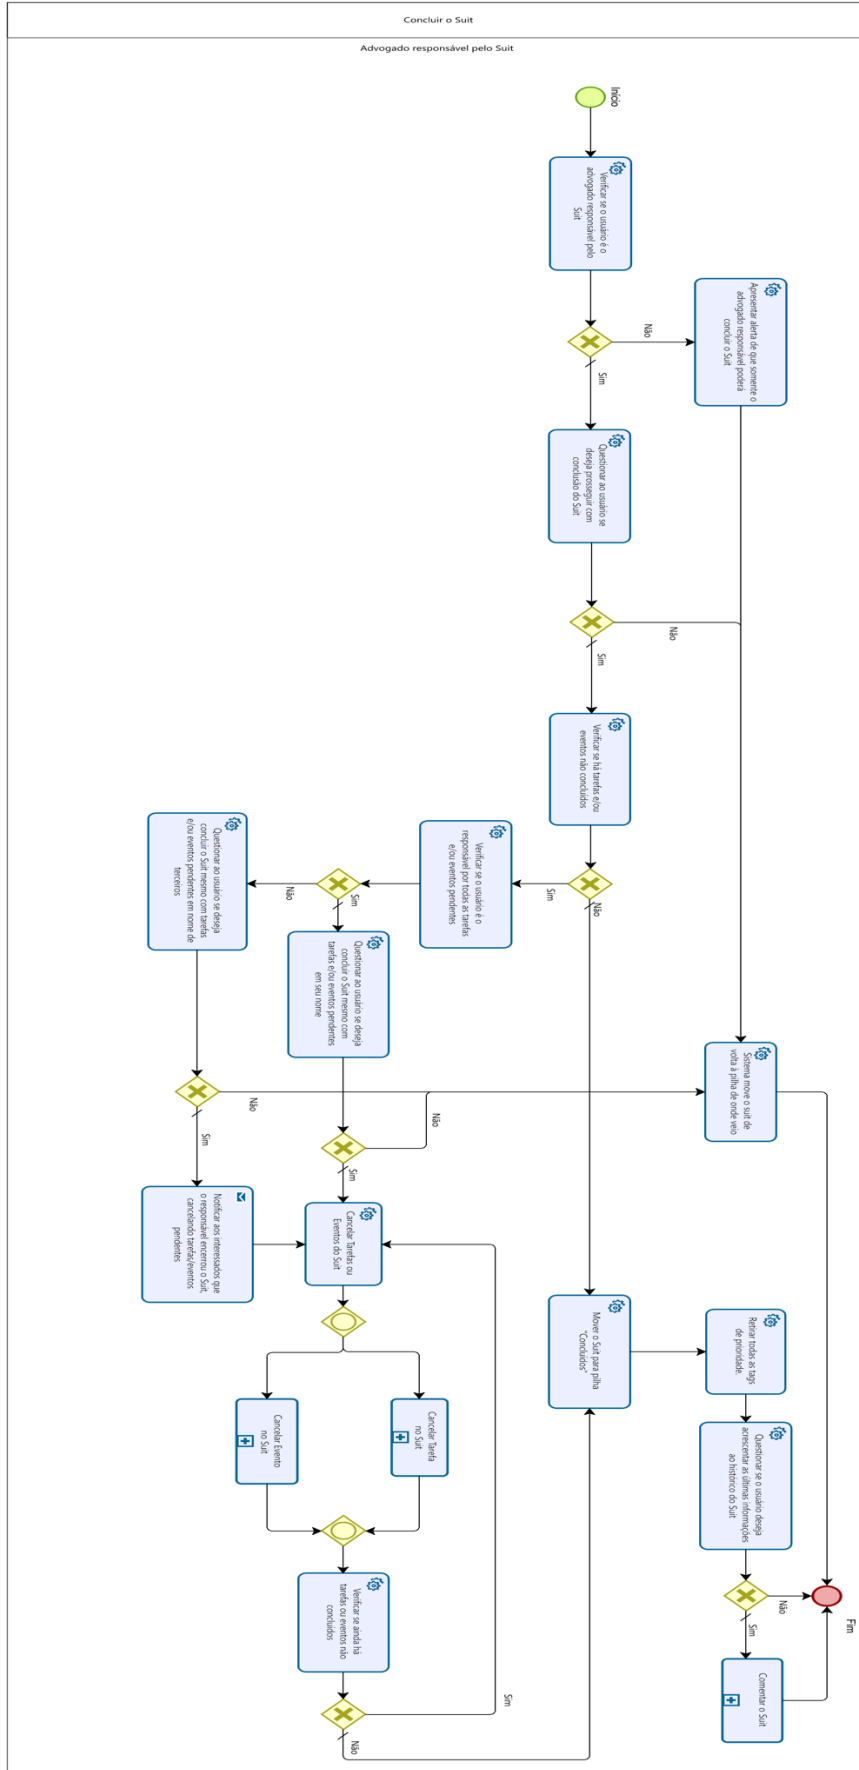 Concluir o Suit
Advogado responsável pelo Suit
Início
Verificar se o usuário é o
advogado responsável pelo
Suit
Não
Sim
Apresentar alerta de que somente o
advogado responsável poderá
concluir o Suit
Questionar ao usuário se
deseja prosseguir com
conclusão do Suit
Não
Sim
Verificar se há tarefas e/ou
eventos não concluídos
Sim
Não
Verificar se o usuário é o
responsável por todas as tarefas
e/ou eventos pendentes
Sim
Não
Questionar ao usuário se deseja
concluir o Suit mesmo com tarefas
e/ou eventos pendentes em nome de
terceiros
Questionar ao usuário se deseja
concluir o Suit mesmo com
tarefas e/ou eventos pendentes
em seu nome
Sistema move o suit de
volta à pilha de onde veio
Não
Sim
Não
Sim
Notificar aos interessados que
o responsável encerrou o Suit,
cancelando tarefas/eventos
pendentes
Cancelar Tarefas ou
Eventos do Suit
Cancelar Evento
no Suit
Cancelar Tarefa
no Suit
Verificar se ainda há
tarefas ou eventos não
concluídos
Sim
Não
Mover o Suit para pilha
"Concluídos"
Retirar todas as tags
de prioridade.
Questionar se o usuário deseja
acrescentar as últimas informações
ao histórico do Suit
Não
Sim
Comentar o Suit
Fim